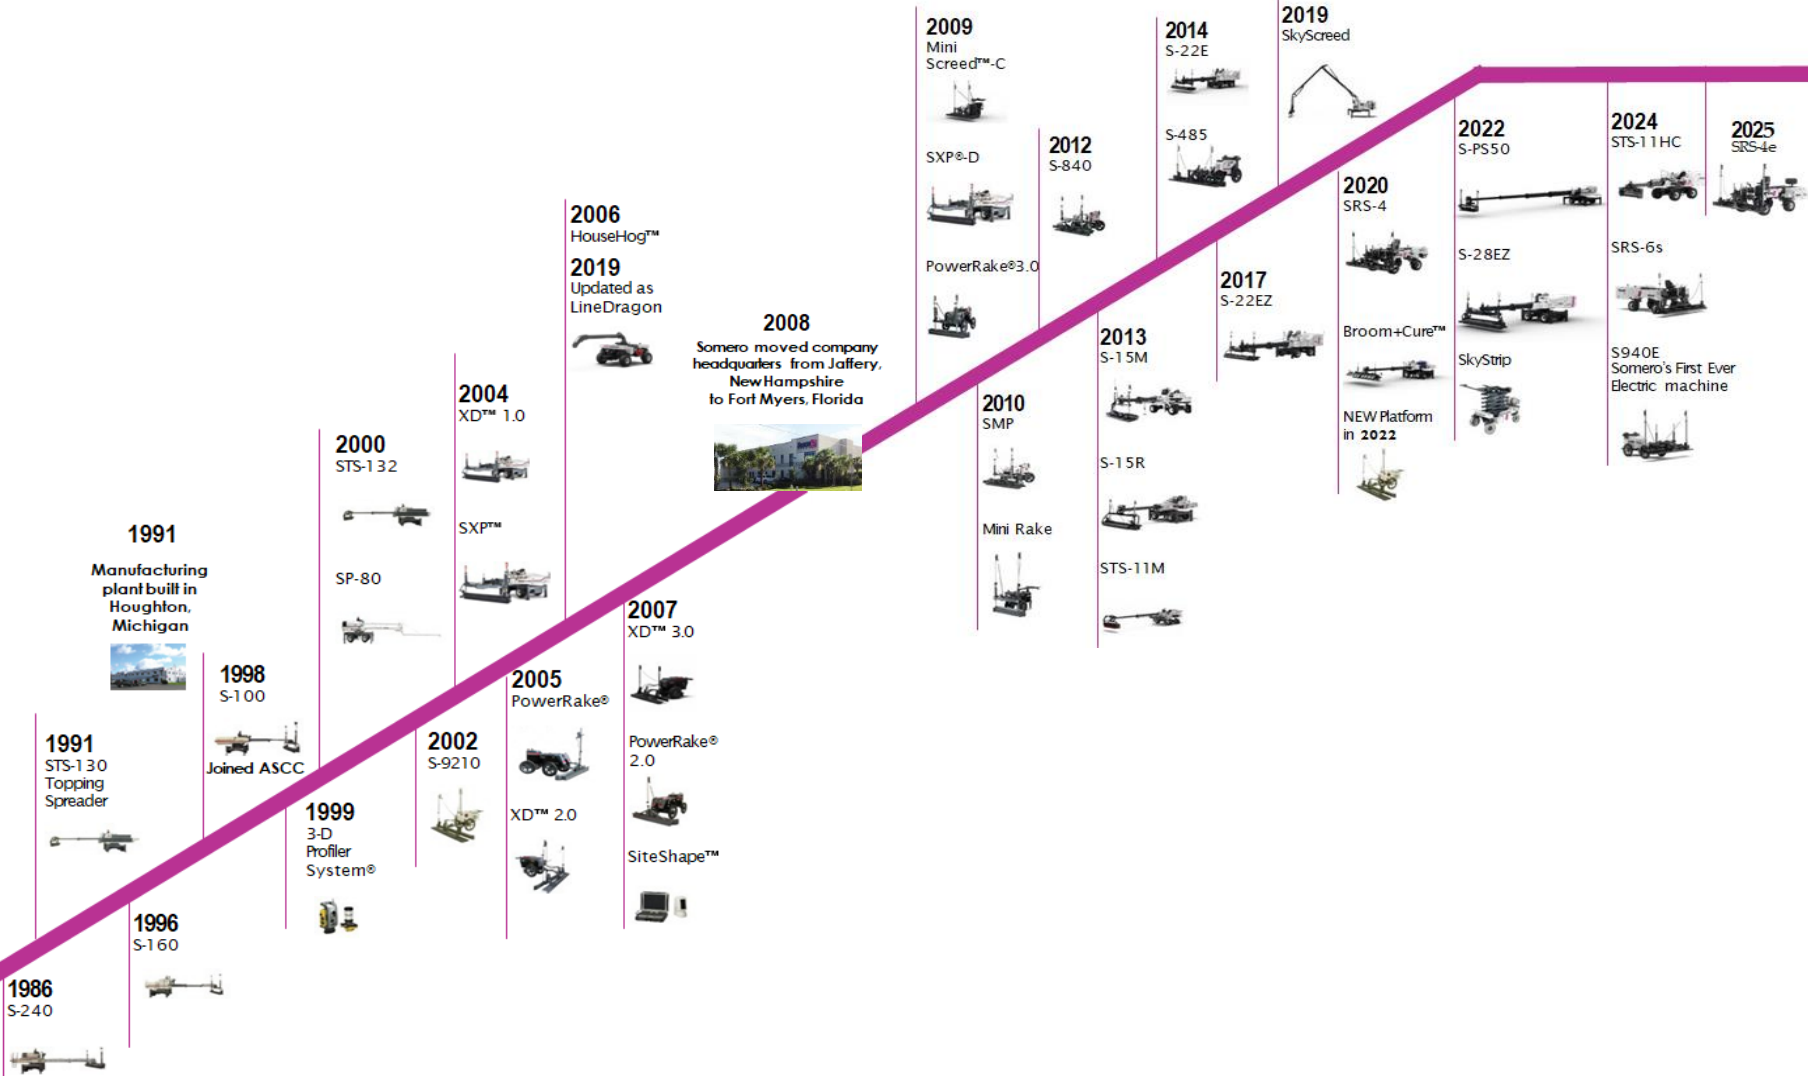 1986
S-240
1991
STS-130
Topping
Spreader
1991
Manufacturing
plant built in
Houghton,
Michigan
1996
S-160
1998
S-100
Joined ASCC
1999
3-D
Profiler
System®
2000
STS-132
SP-80
2002
S-9210
2004
XD™ 1.0
SXP™
2005
PowerRake®
XD™ 2.0
2006
HouseHog™
2019
Updated as
LineDragon
2007
XD™ 3.0
PowerRake®
2.0
SiteShape™
2008
Somero moved company
headquarters from Jaffery,
New Hampshire
to Fort Myers, Florida
2009
Mini
Screed™-C
SXP®-D
PowerRake®3.0
2010
SMP
Mini Rake
2012
S-840
2013
S-15M
S-15R
STS-11M
2014
S-22E
S-485
2017
S-22EZ
2019
SkyScreed
2020
SRS-4
Broom+Cure™
NEW Platform
in 2022
2022
S-PS50
S-28EZ
SkyStrip
2024
STS-11HC
SRS-6s
S940E
Somero's First Ever
Electric machine
2025
SRS-4e